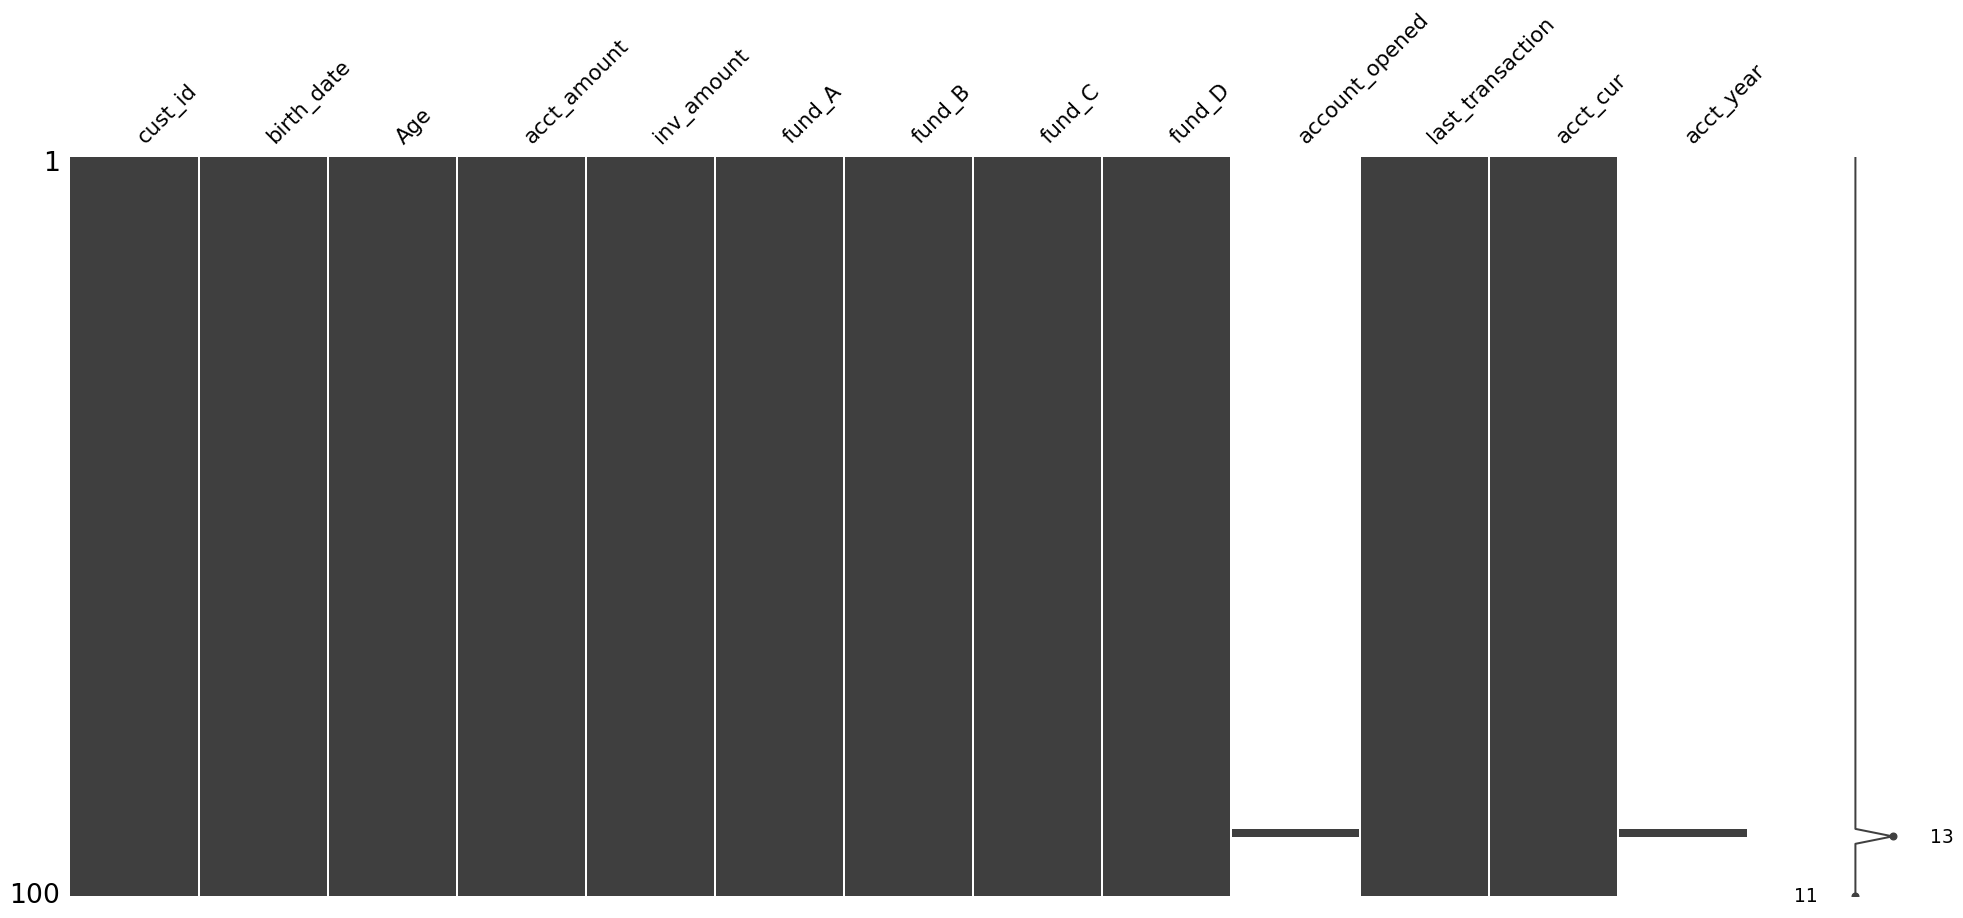 cust_id
birth_date
Age
acct_amount
inv_amount
fund_A
fund_B
fund_C
fund_D
account_opened
last_transaction
acct_cur
acct_year
1
13
100
11